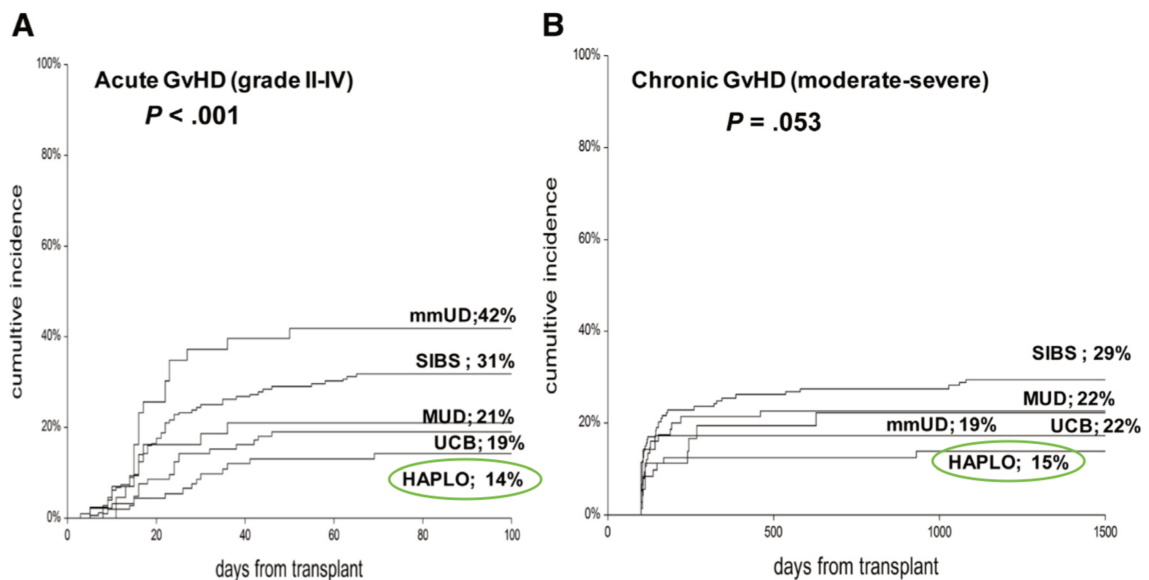 A
Acute GvHD (grade II-IV)
P < .001
cumultive incidence
100%
80%
60%
40%
20%
0%
mmUD;42%
SIBS ; 31%
MUD; 21%
UCB; 19%
HAPLO; 14%
0 20 40 60 80 100
days from transplant
B
Chronic GvHD (moderate-severe)
P = .053
cumultive incidence
100%
80%
60%
40%
20%
0%
SIBS ; 29%
MUD; 22%
mmUD; 19% UCB; 22%
HAPLO; 15%
0 500 1000 1500
days from transplant